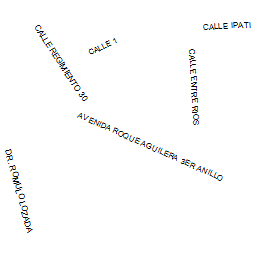 CALLE IPATI
CALLE REGIMIENTO 30
CALLE 1
CALLE ENTRE RIOS
AVENIDA ROQUE AGUILERA 3ER ANILLO
DR. ROMULO LOZADA